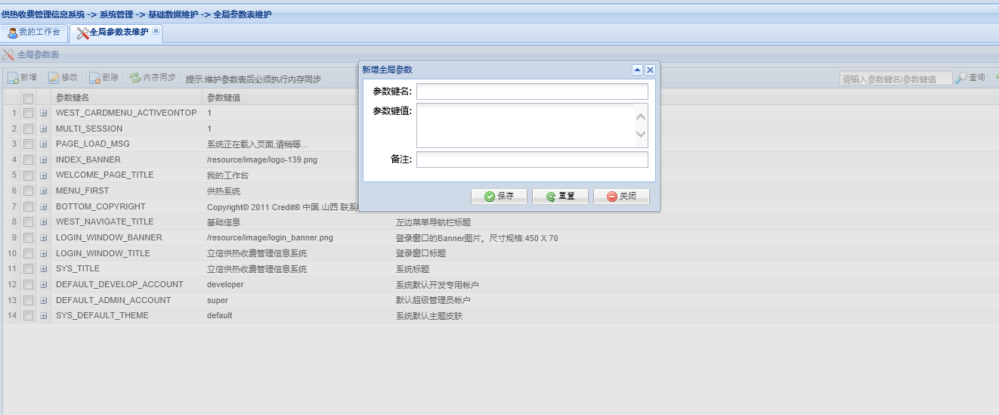 供热收费管理信息系统 -> 系统管理 -> 基础数据维护 -> 全局参数表维护
我的工作台 全局参数表维护
全局参数表
新增 修改 删除 内存同步 提示:维护参数表后必须执行内存同步 请输入参数键名|参数键值 查询
参数键名 参数键值
1 WEST_CARDMENU_ACTIVEONTOP 1
2 MULTI_SESSION 1
3 PAGE_LOAD_MSG 系统正在载入页面,请稍等...
4 INDEX_BANNER /resource/image/logo-139.png
5 WELCOME_PAGE_TITLE 我的工作台
6 MENU_FIRST 供热系统
7 BOTTOM_COPYRIGHT Copyright© 2011 Credit® 中国.山西 联系
8 WEST_NAVIGATE_TITLE 基础信息 左边菜单导航栏标题
9 LOGIN_WINDOW_BANNER /resource/image/login_banner.png 登录窗口的Banner图片。尺寸规格:450 X 70
10 LOGIN_WINDOW_TITLE 立信供热收费管理信息系统 登录窗口标题
11 SYS_TITLE 立信供热收费管理信息系统 系统标题
12 DEFAULT_DEVELOP_ACCOUNT developer 系统默认开发专用帐户
13 DEFAULT_ADMIN_ACCOUNT super 默认超级管理员帐户
14 SYS_DEFAULT_THEME default 系统默认主题皮肤
新增全局参数
参数键名:
参数键值:
备注:
保存 重置 关闭